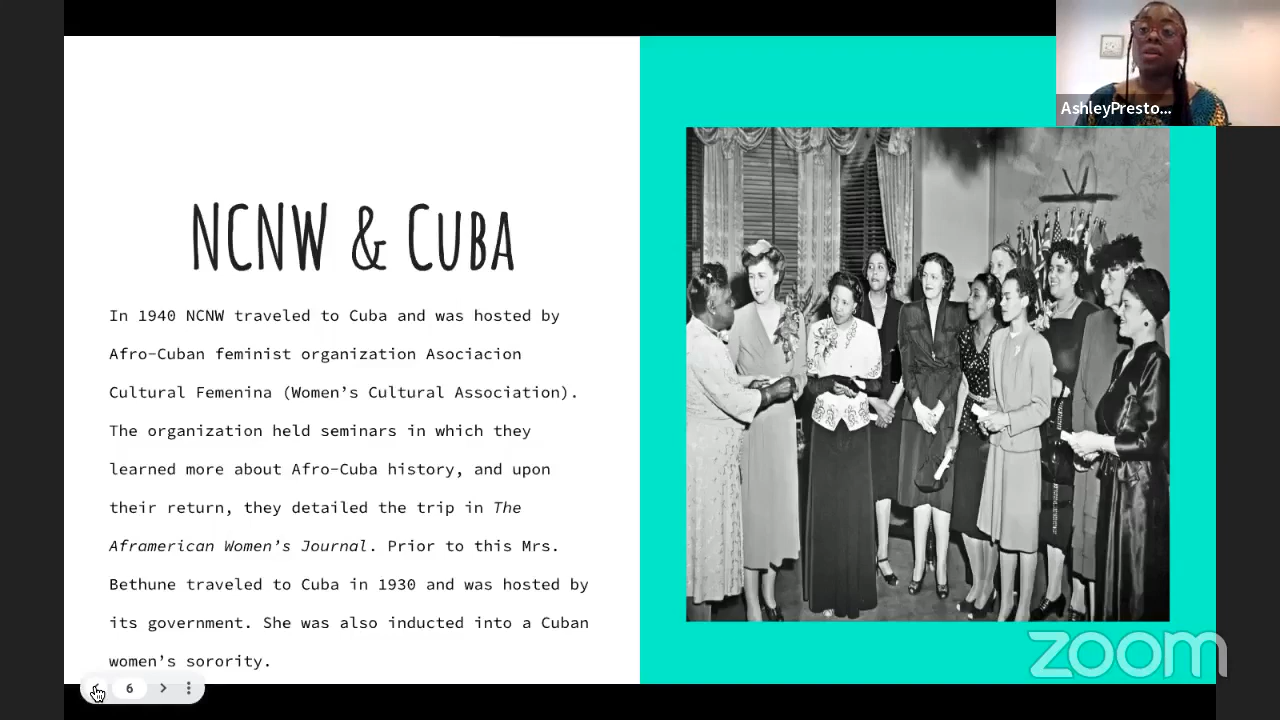 AshleyPresto...
NCNW & Cuba
In 1940 NCNW traveled to Cuba and was hosted by
Afro-Cuban feminist organization Asociacion
Cultural Femenina (Women’s Cultural Association).
The organization held seminars in which they
learned more about Afro-Cuba history, and upon
their return, they detailed the trip in The
Aframerican Women’s Journal. Prior to this Mrs.
Bethune traveled to Cuba in 1930 and was hosted by
its government. She was also inducted into a Cuban
women’s sorority.
6
zoom